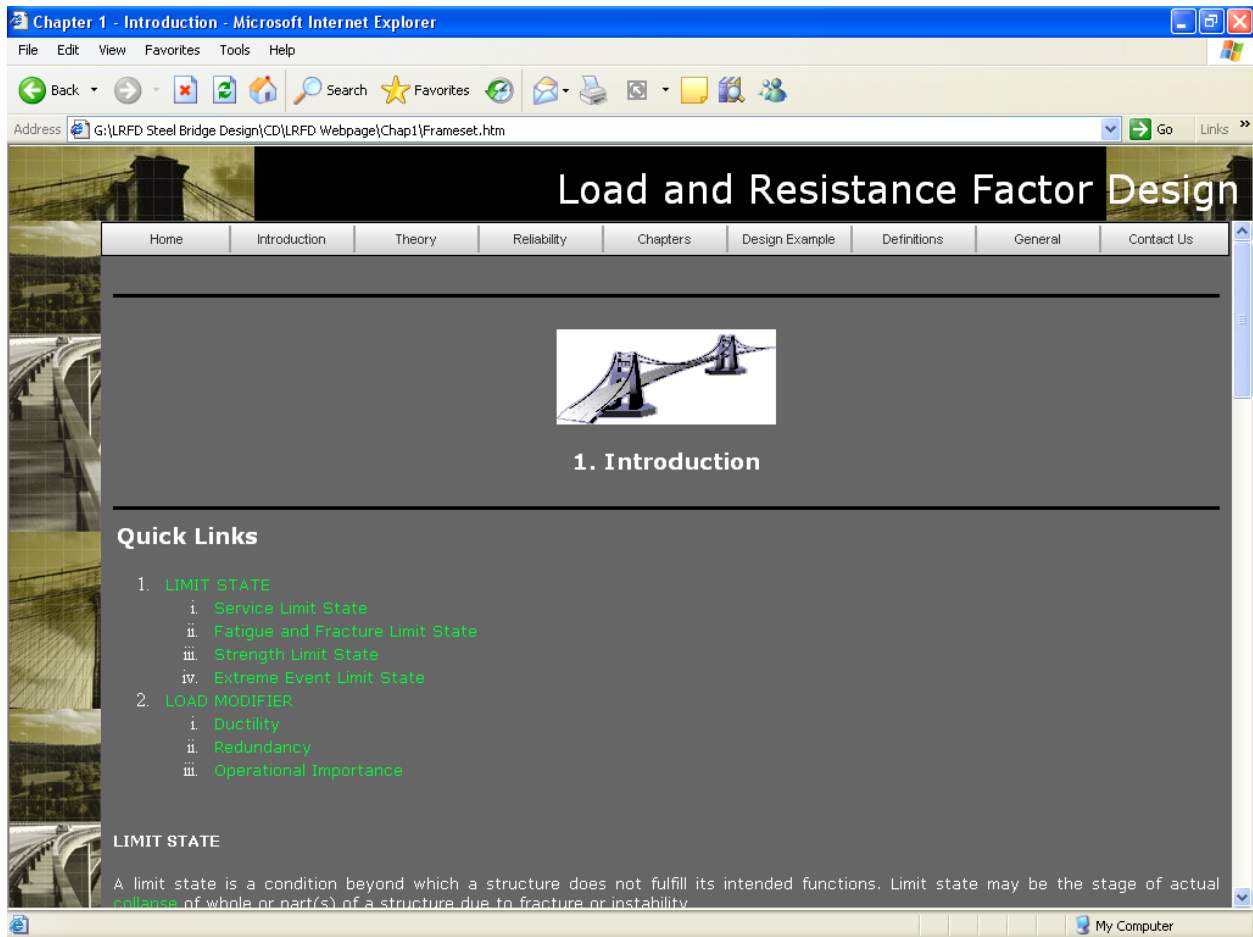 Chapter 1 - Introduction - Microsoft Internet Explorer
File Edit View Favorites Tools Help
Back Search Favorites
Address G:\LRFD Steel Bridge Design\CD\LRFD Webpage\Chap1\Frameset.htm Go Links »
Load and Resistance Factor Design
Home Introduction Theory Reliability Chapters Design Example Definitions General Contact Us
1. Introduction
Quick Links
1. LIMIT STATE
i. Service Limit State
ii. Fatigue and Fracture Limit State
iii. Strength Limit State
iv. Extreme Event Limit State
2. LOAD MODIFIER
i. Ductility
ii. Redundancy
iii. Operational Importance
LIMIT STATE
A limit state is a condition beyond which a structure does not fulfill its intended functions. Limit state may be the stage of actual
collapse of whole or part(s) of a structure due to fracture or instability
My Computer